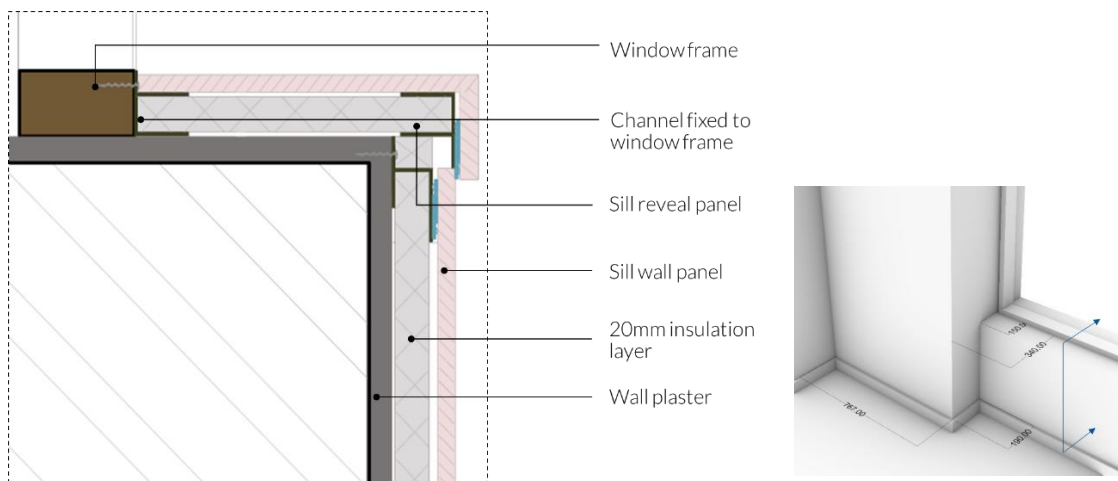 Window frame
Channel fixed to
window frame
Sill reveal panel
Sill wall panel
20mm insulation
layer
Wall plaster
340.00
767.00
190.00